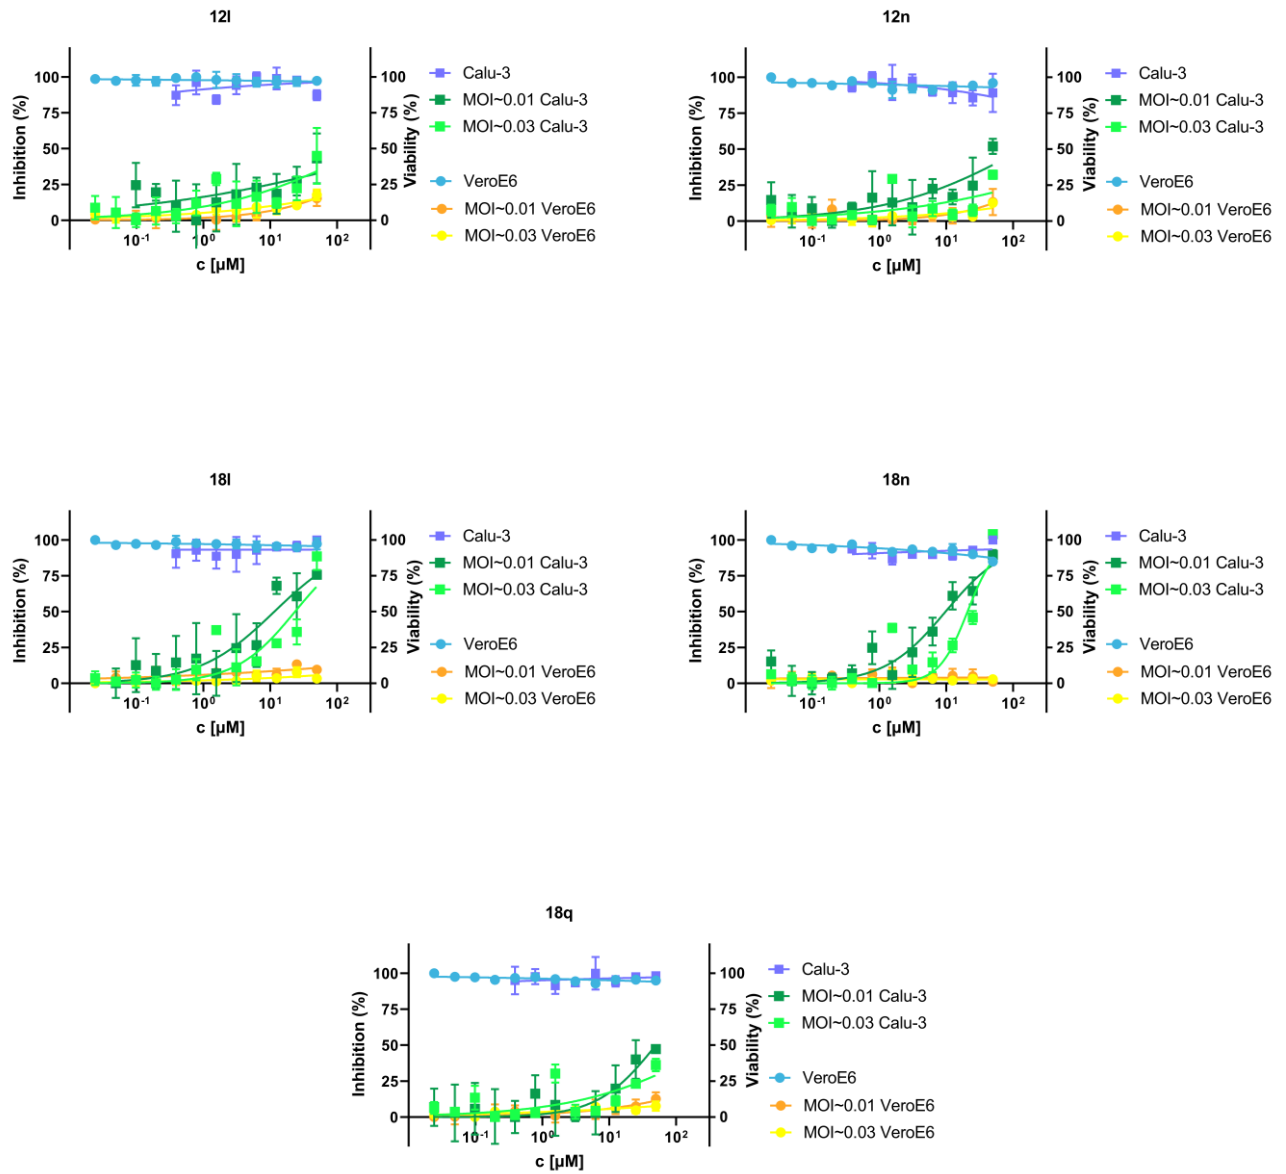 12l
Inhibition (%)
100
75
50
25
0
10⁻¹
10⁰
10¹
10²
c [µM]
100
75
50
25
0
Viability (%)
Calu-3
MOI~0.01 Calu-3
MOI~0.03 Calu-3
VeroE6
MOI~0.01 VeroE6
MOI~0.03 VeroE6
12n
Inhibition (%)
100
75
50
25
0
10⁻¹
10⁰
10¹
10²
c [µM]
100
75
50
25
0
Viability (%)
Calu-3
MOI~0.01 Calu-3
MOI~0.03 Calu-3
VeroE6
MOI~0.01 VeroE6
MOI~0.03 VeroE6
18l
Inhibition (%)
100
75
50
25
0
10⁻¹
10⁰
10¹
10²
c [µM]
100
75
50
25
0
Viability (%)
Calu-3
MOI~0.01 Calu-3
MOI~0.03 Calu-3
VeroE6
MOI~0.01 VeroE6
MOI~0.03 VeroE6
18n
Inhibition (%)
100
75
50
25
0
10⁻¹
10⁰
10¹
10²
c [µM]
100
75
50
25
0
Viability (%)
Calu-3
MOI~0.01 Calu-3
MOI~0.03 Calu-3
VeroE6
MOI~0.01 VeroE6
MOI~0.03 VeroE6
18q
Inhibition (%)
100
75
50
25
0
10⁻¹
10⁰
10¹
10²
c [µM]
100
75
50
25
0
Viability (%)
Calu-3
MOI~0.01 Calu-3
MOI~0.03 Calu-3
VeroE6
MOI~0.01 VeroE6
MOI~0.03 VeroE6